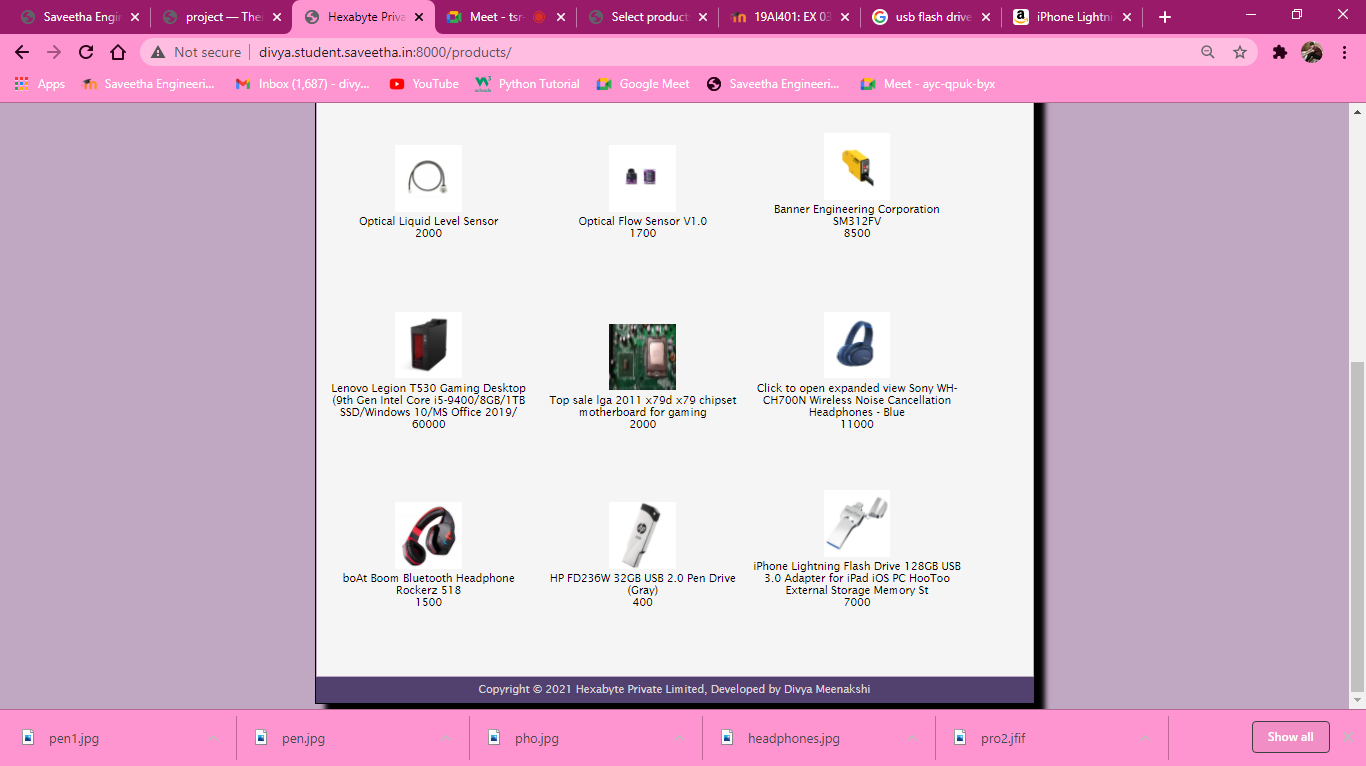 Saveetha Engin
project — Thei
Hexabyte Priva
Meet - tsr-
Select product
19AI401: EX 03
usb flash drive
iPhone Lightni
Not secure
divya.student.saveetha.in:8000/products/
Apps
Saveetha Engineeri...
Inbox (1,687) - divy...
YouTube
Python Tutorial
Google Meet
Saveetha Engineeri...
Meet - ayc-qpuk-byx
Optical Liquid Level Sensor
2000
Optical Flow Sensor V1.0
1700
Banner Engineering Corporation
SM312FV
8500
Lenovo Legion T530 Gaming Desktop
(9th Gen Intel Core i5-9400/8GB/1TB
SSD/Windows 10/MS Office 2019/
60000
Top sale lga 2011 x79d x79 chipset
motherboard for gaming
2000
Click to open expanded view Sony WH-
CH700N Wireless Noise Cancellation
Headphones - Blue
11000
boAt Boom Bluetooth Headphone
Rockerz 518
1500
HP FD236W 32GB USB 2.0 Pen Drive
(Gray)
400
iPhone Lightning Flash Drive 128GB USB
3.0 Adapter for iPad iOS PC HooToo
External Storage Memory St
7000
Copyright © 2021 Hexabyte Private Limited, Developed by Divya Meenakshi
pen1.jpg
pen.jpg
pho.jpg
headphones.jpg
pro2.jfif
Show all